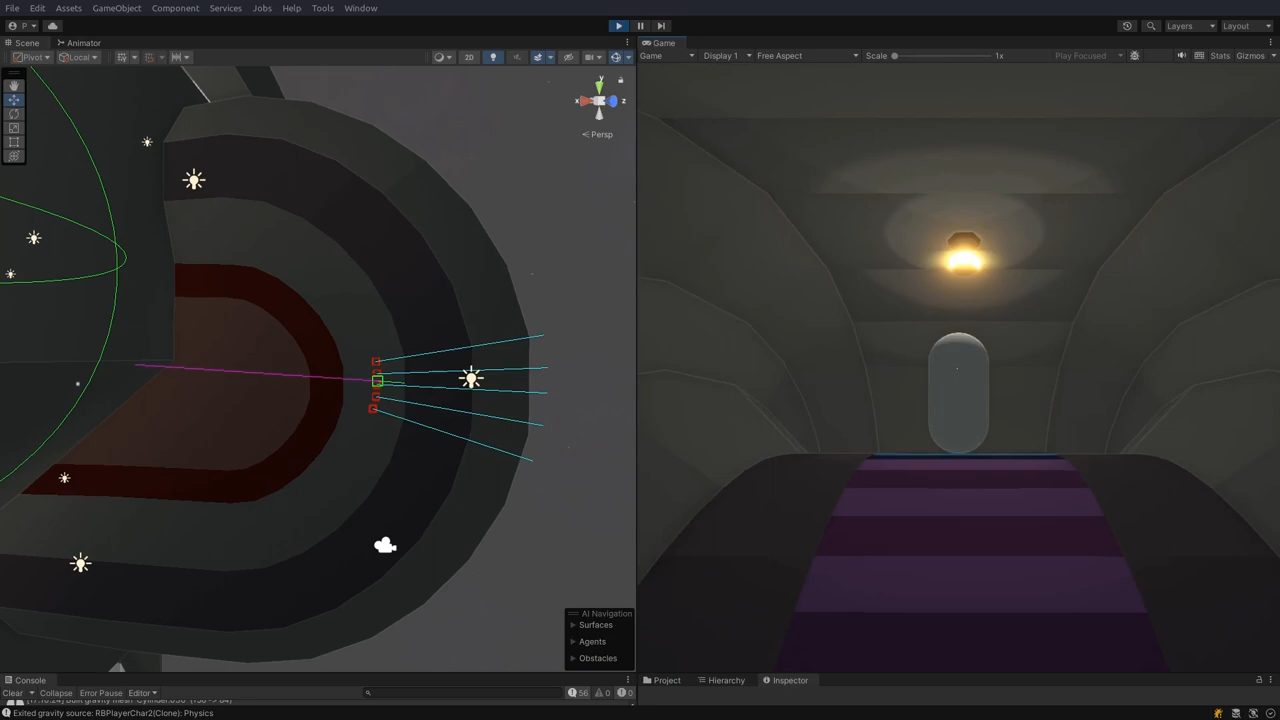 File Edit Assets GameObject Component Services Jobs Help Tools Window
P Layers Layout
Scene Animator
Pivot Local 2D
Game
Game Display 1 Free Aspect Scale 1x Play Focused Stats Gizmos
y
x z
Persp
AI Navigation
Surfaces
Agents
Obstacles
Console
Clear Collapse Error Pause Editor 56 0 0
Project Hierarchy Inspector
Exited gravity source: RBPlayerChar2(Clone): Physics